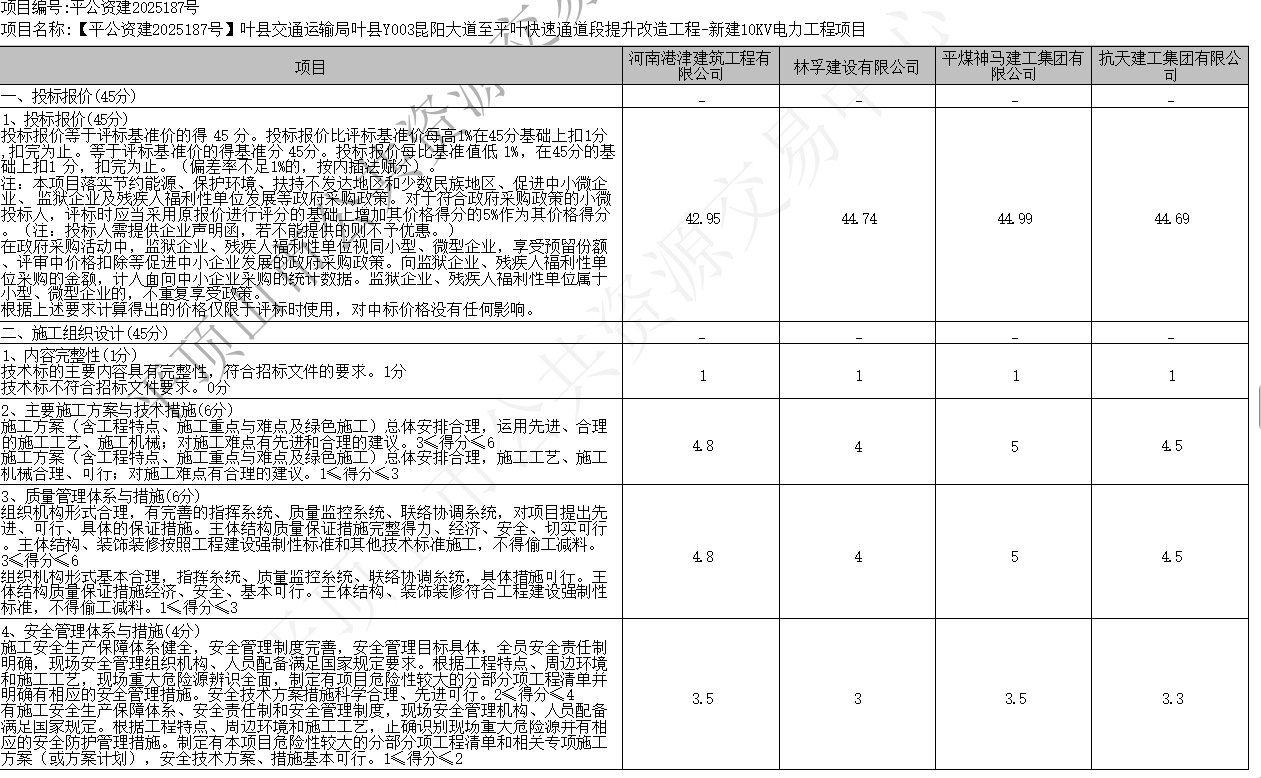 项目编号:平公资建2025187号
项目名称:【平公资建2025187号】叶县交通运输局叶县Y003昆阳大道至平叶快速通道段提升改造工程-新建10KV电力工程项目
项目
河南港津建筑工程有
限公司
林孚建设有限公司
平煤神马建工集团有
限公司
抗天建工集团有限公
司
一、投标报价(45分)
-
-
-
-
1、投标报价(45分)
投标报价等于评标基准价的得 45 分。投标报价比评标基准价每高1%在45分基础上扣1分
,扣完为止。等于评标基准价的得基准分 45分。投标报价每比基准值低 1%，在45分的基
础上扣1 分，扣完为止。（偏差率不足1%的，按内插法赋分）。
注：本项目落实节约能源、保护环境、扶持不发达地区和少数民族地区、促进中小微企
业、 监狱企业及残疾人福利性单位发展等政府采购政策。对于符合政府采购政策的小微
投标人，评标时应当采用原报价进行评分的基础上增加其价格得分的5%作为其价格得分
。（注：投标人需提供企业声明函，若不能提供的则不予优惠。）
在政府采购活动中，监狱企业、残疾人福利性单位视同小型、微型企业，享受预留份额
、评审中价格扣除等促进中小企业发展的政府采购政策。向监狱企业、残疾人福利性单
位采购的金额，计入面向中小企业采购的统计数据。监狱企业、残疾人福利性单位属于
小型、微型企业的，不重复享受政策。
根据上述要求计算得出的价格仅限于评标时使用，对中标价格没有任何影响。
42.95
44.74
44.99
44.69
二、施工组织设计(45分)
-
-
-
-
1、内容完整性(1分)
技术标的主要内容具有完整性，符合招标文件的要求。1分
技术标不符合招标文件要求。0分
1
1
1
1
2、主要施工方案与技术措施(6分)
施工方案（含工程特点、施工重点与难点及绿色施工）总体安排合理，运用先进、合理
的施工工艺、施工机械；对施工难点有先进和合理的建议。3≤得分≤6
施工方案（含工程特点、施工重点与难点及绿色施工）总体安排合理，施工工艺、施工
机械合理、可行；对施工难点有合理的建议。1≤得分≤3
4.8
4
5
4.5
3、质量管理体系与措施(6分)
组织机构形式合理，有完善的指挥系统、质量监控系统、联络协调系统，对项目提出先
进、可行、具体的保证措施。主体结构质量保证措施完整得力、经济、安全、切实可行
。主体结构、装饰装修按照工程建设强制性标准和其他技术标准施工，不得偷工减料。
3≤得分≤6
组织机构形式基本合理，指挥系统、质量监控系统、联络协调系统，具体措施可行。主
体结构质量保证措施经济、安全、基本可行。主体结构、装饰装修符合工程建设强制性
标准，不得偷工减料。1≤得分≤3
4.8
4
5
4.5
4、安全管理体系与措施(4分)
施工安全生产保障体系健全，安全管理制度完善，安全管理目标具体，全员安全责任制
明确，现场安全管理组织机构、人员配备满足国家规定要求。根据工程特点、周边环境
和施工工艺，现场重大危险源辨识全面，制定有项目危险性较大的分部分项工程清单并
明确有相应的安全管理措施。安全技术方案措施科学合理、先进可行。2≤得分≤4
有施工安全生产保障体系、安全责任制和安全管理制度，现场安全管理机构、人员配备
满足国家规定。根据工程特点、周边环境和施工工艺，正确识别现场重大危险源并有相
应的安全防护管理措施。制定有本项目危险性较大的分部分项工程清单和相关专项施工
方案（或方案计划），安全技术方案、措施基本可行。1≤得分≤2
3.5
3
3.5
3.3
平顶山市公共资源交易中心